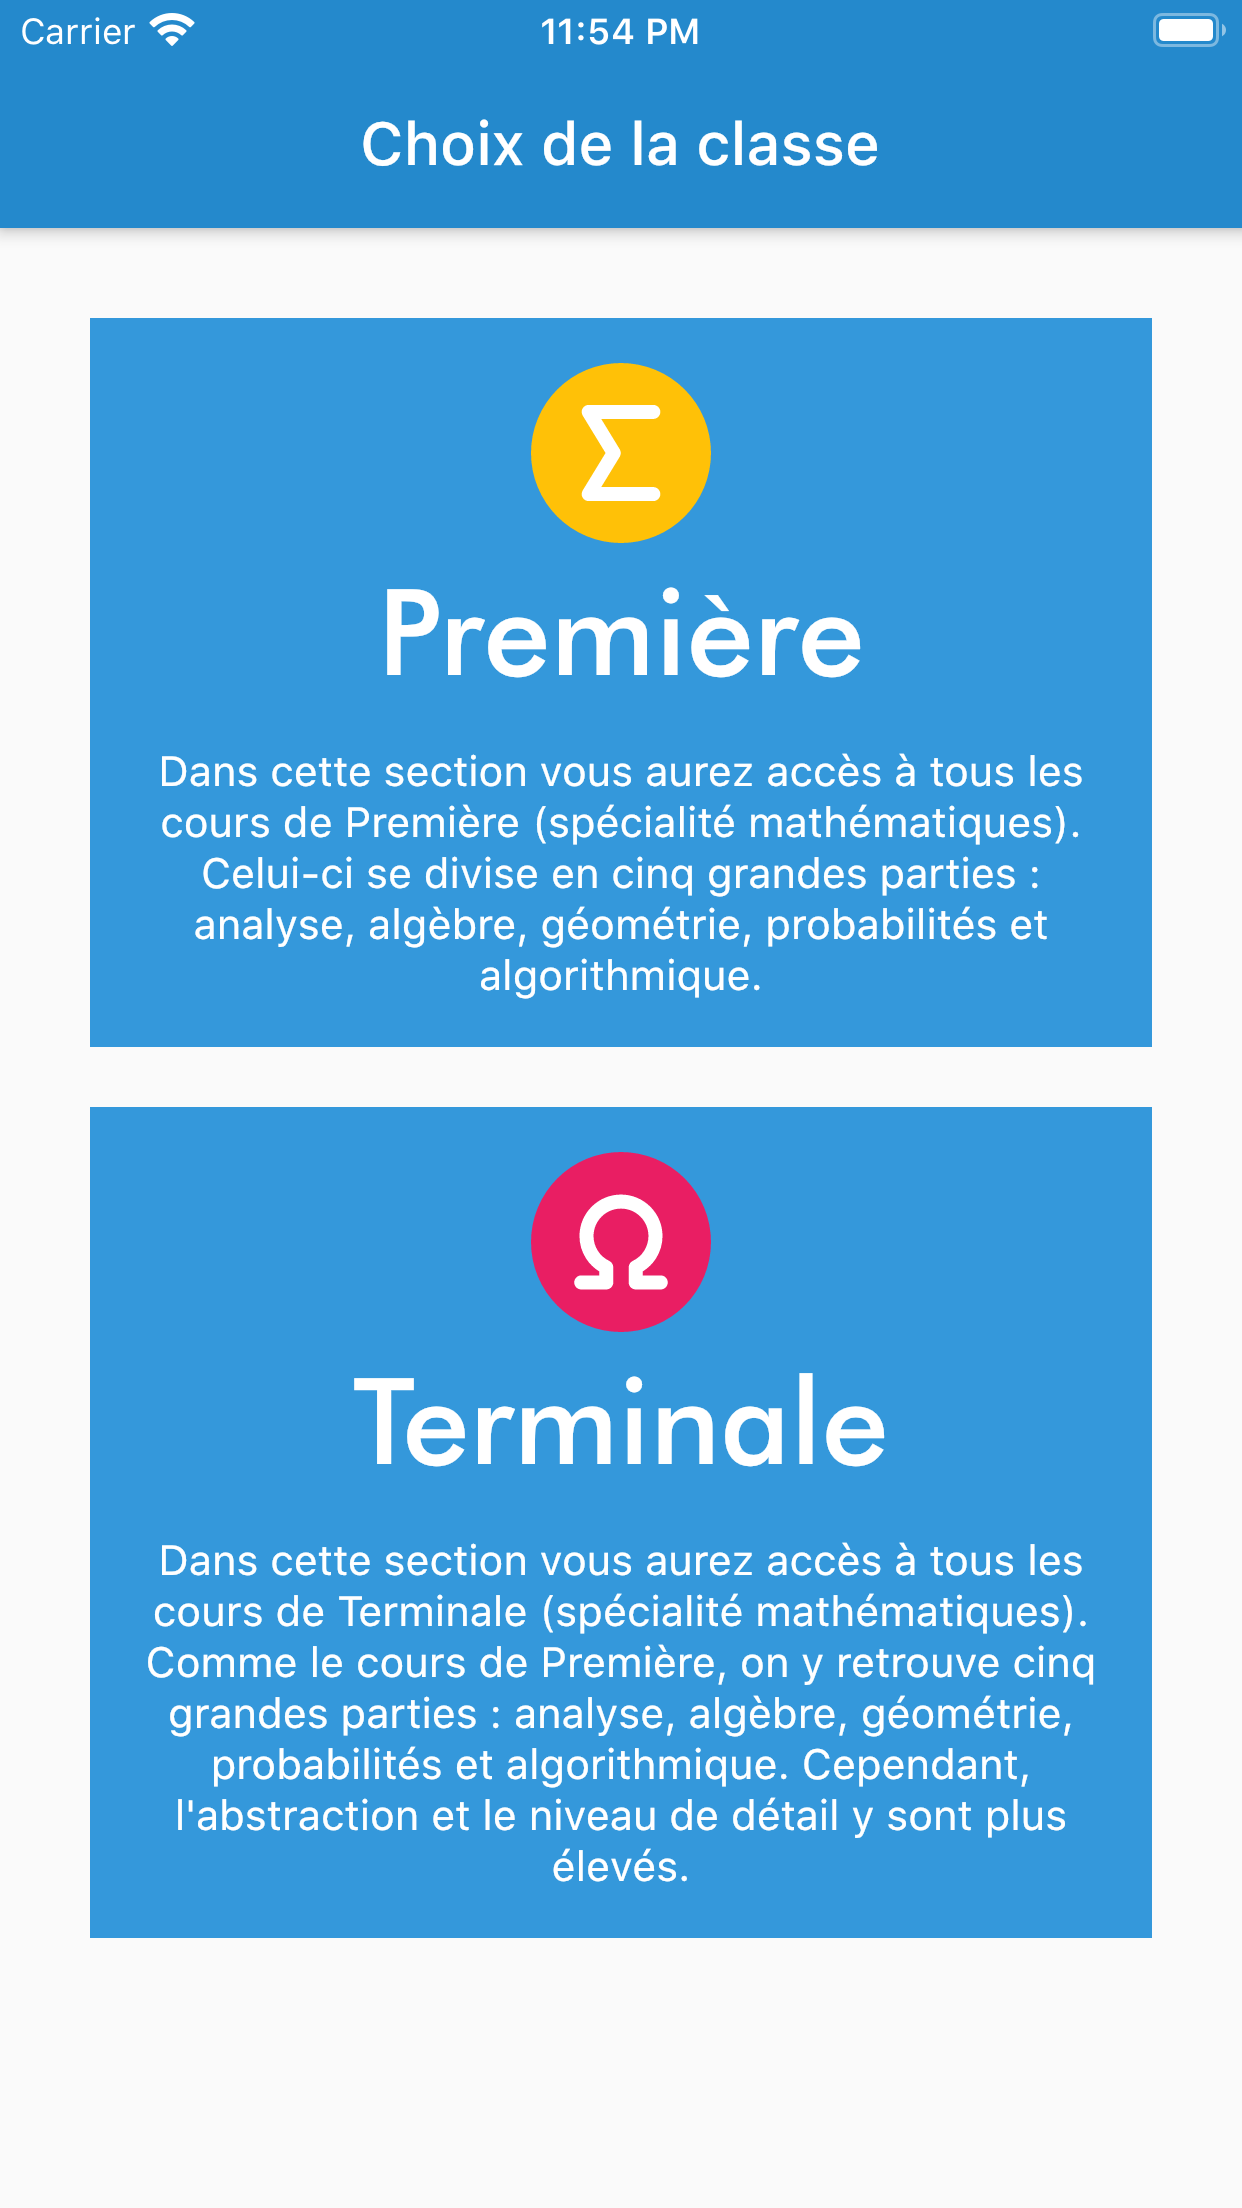 Carrier 11:54 PM
Choix de la classe
Σ
Première
Dans cette section vous aurez accès à tous les
cours de Première (spécialité mathématiques).
Celui-ci se divise en cinq grandes parties :
analyse, algèbre, géométrie, probabilités et
algorithmique.
Ω
Terminale
Dans cette section vous aurez accès à tous les
cours de Terminale (spécialité mathématiques).
Comme le cours de Première, on y retrouve cinq
grandes parties : analyse, algèbre, géométrie,
probabilités et algorithmique. Cependant,
l'abstraction et le niveau de détail y sont plus
élevés.